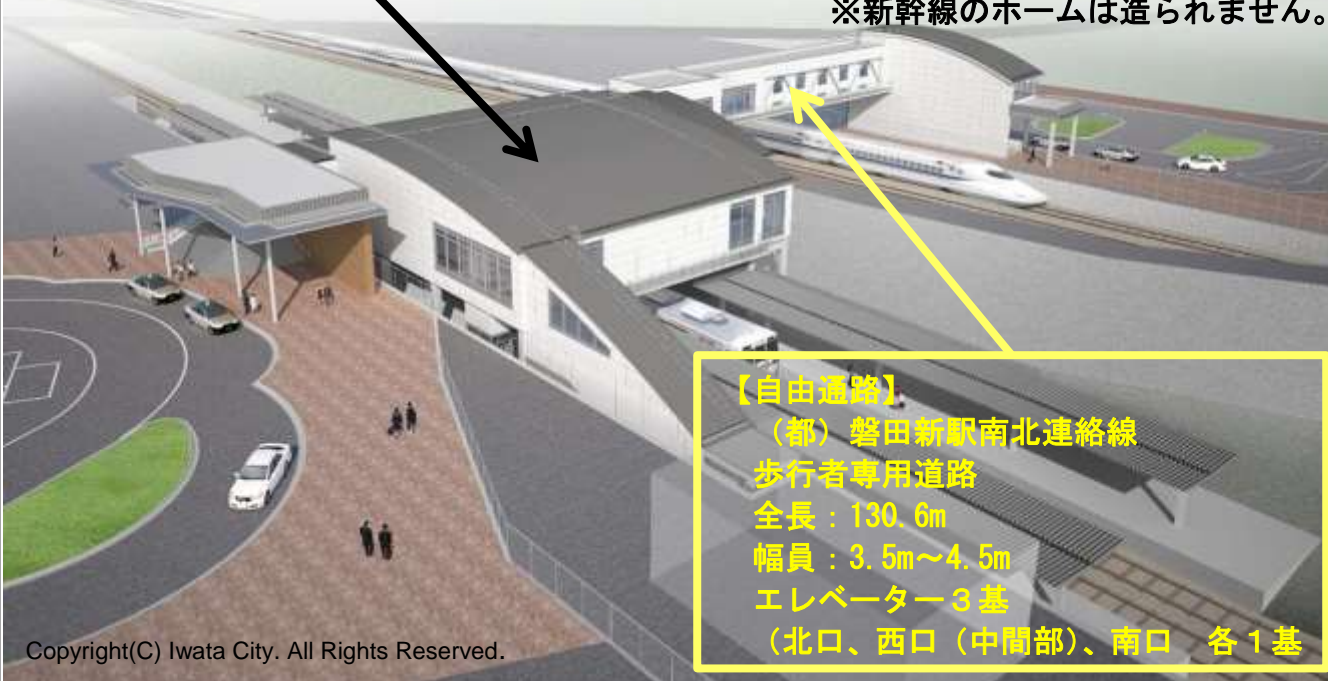 ※新幹線のホームは造られません。
【自由通路】
（都）磐田新駅南北連絡線
歩行者専用道路
全長：130.6m
幅員：3.5m～4.5m
エレベーター３基
（北口、西口（中間部）、南口　各１基
Copyright(C) Iwata City. All Rights Reserved.